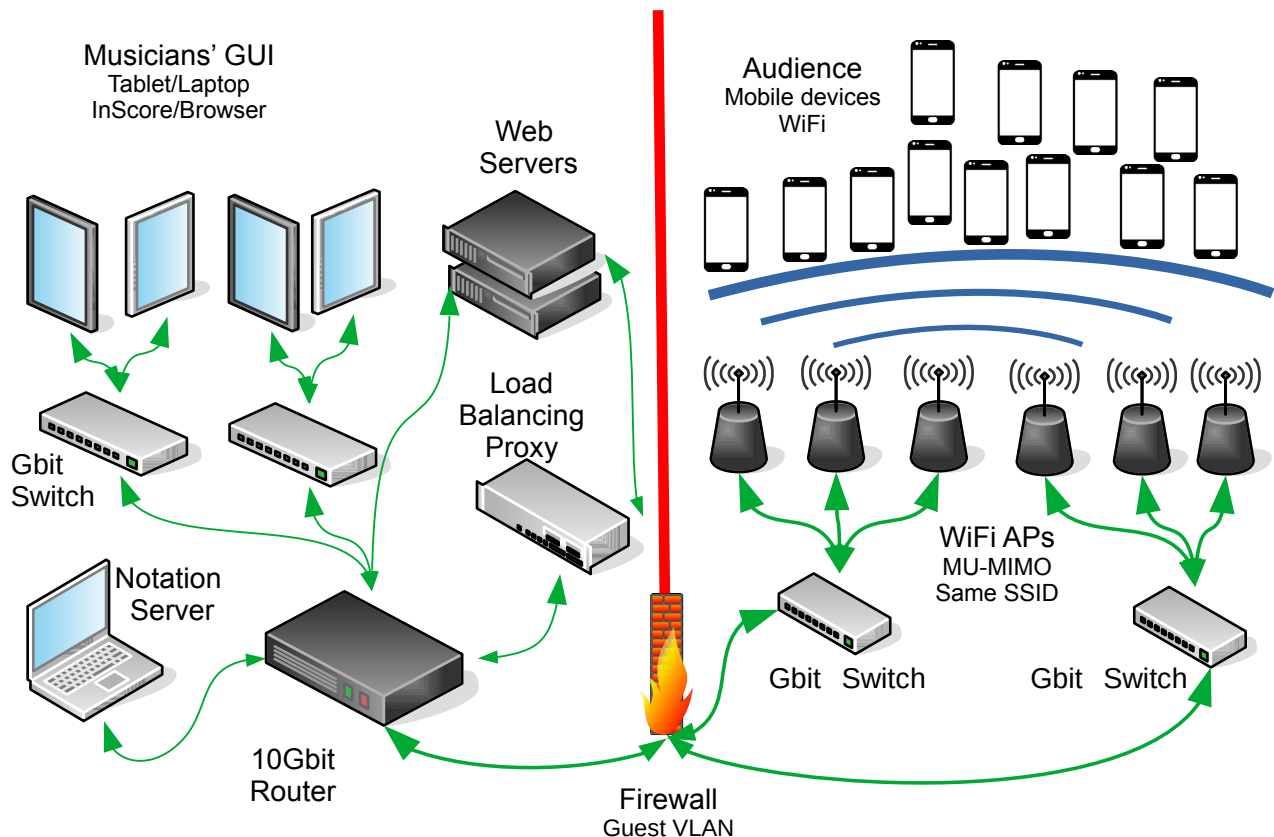 Musicians’ GUI
Tablet/Laptop
InScore/Browser
Audience
Mobile devices
WiFi
Web
Servers
Load
Balancing
Proxy
Gbit
Switch
Notation
Server
10Gbit
Router
Firewall
Guest VLAN
WiFi APs
MU-MIMO
Same SSID
Gbit Switch
Gbit Switch